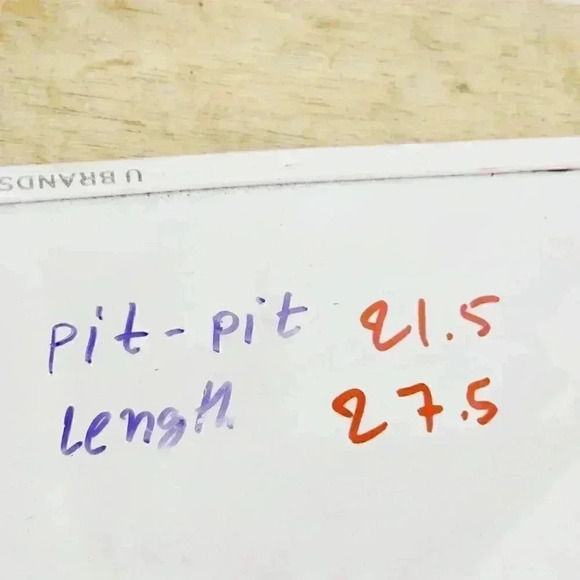 U BRANDS
pit-pit 21.5
Length 27.5